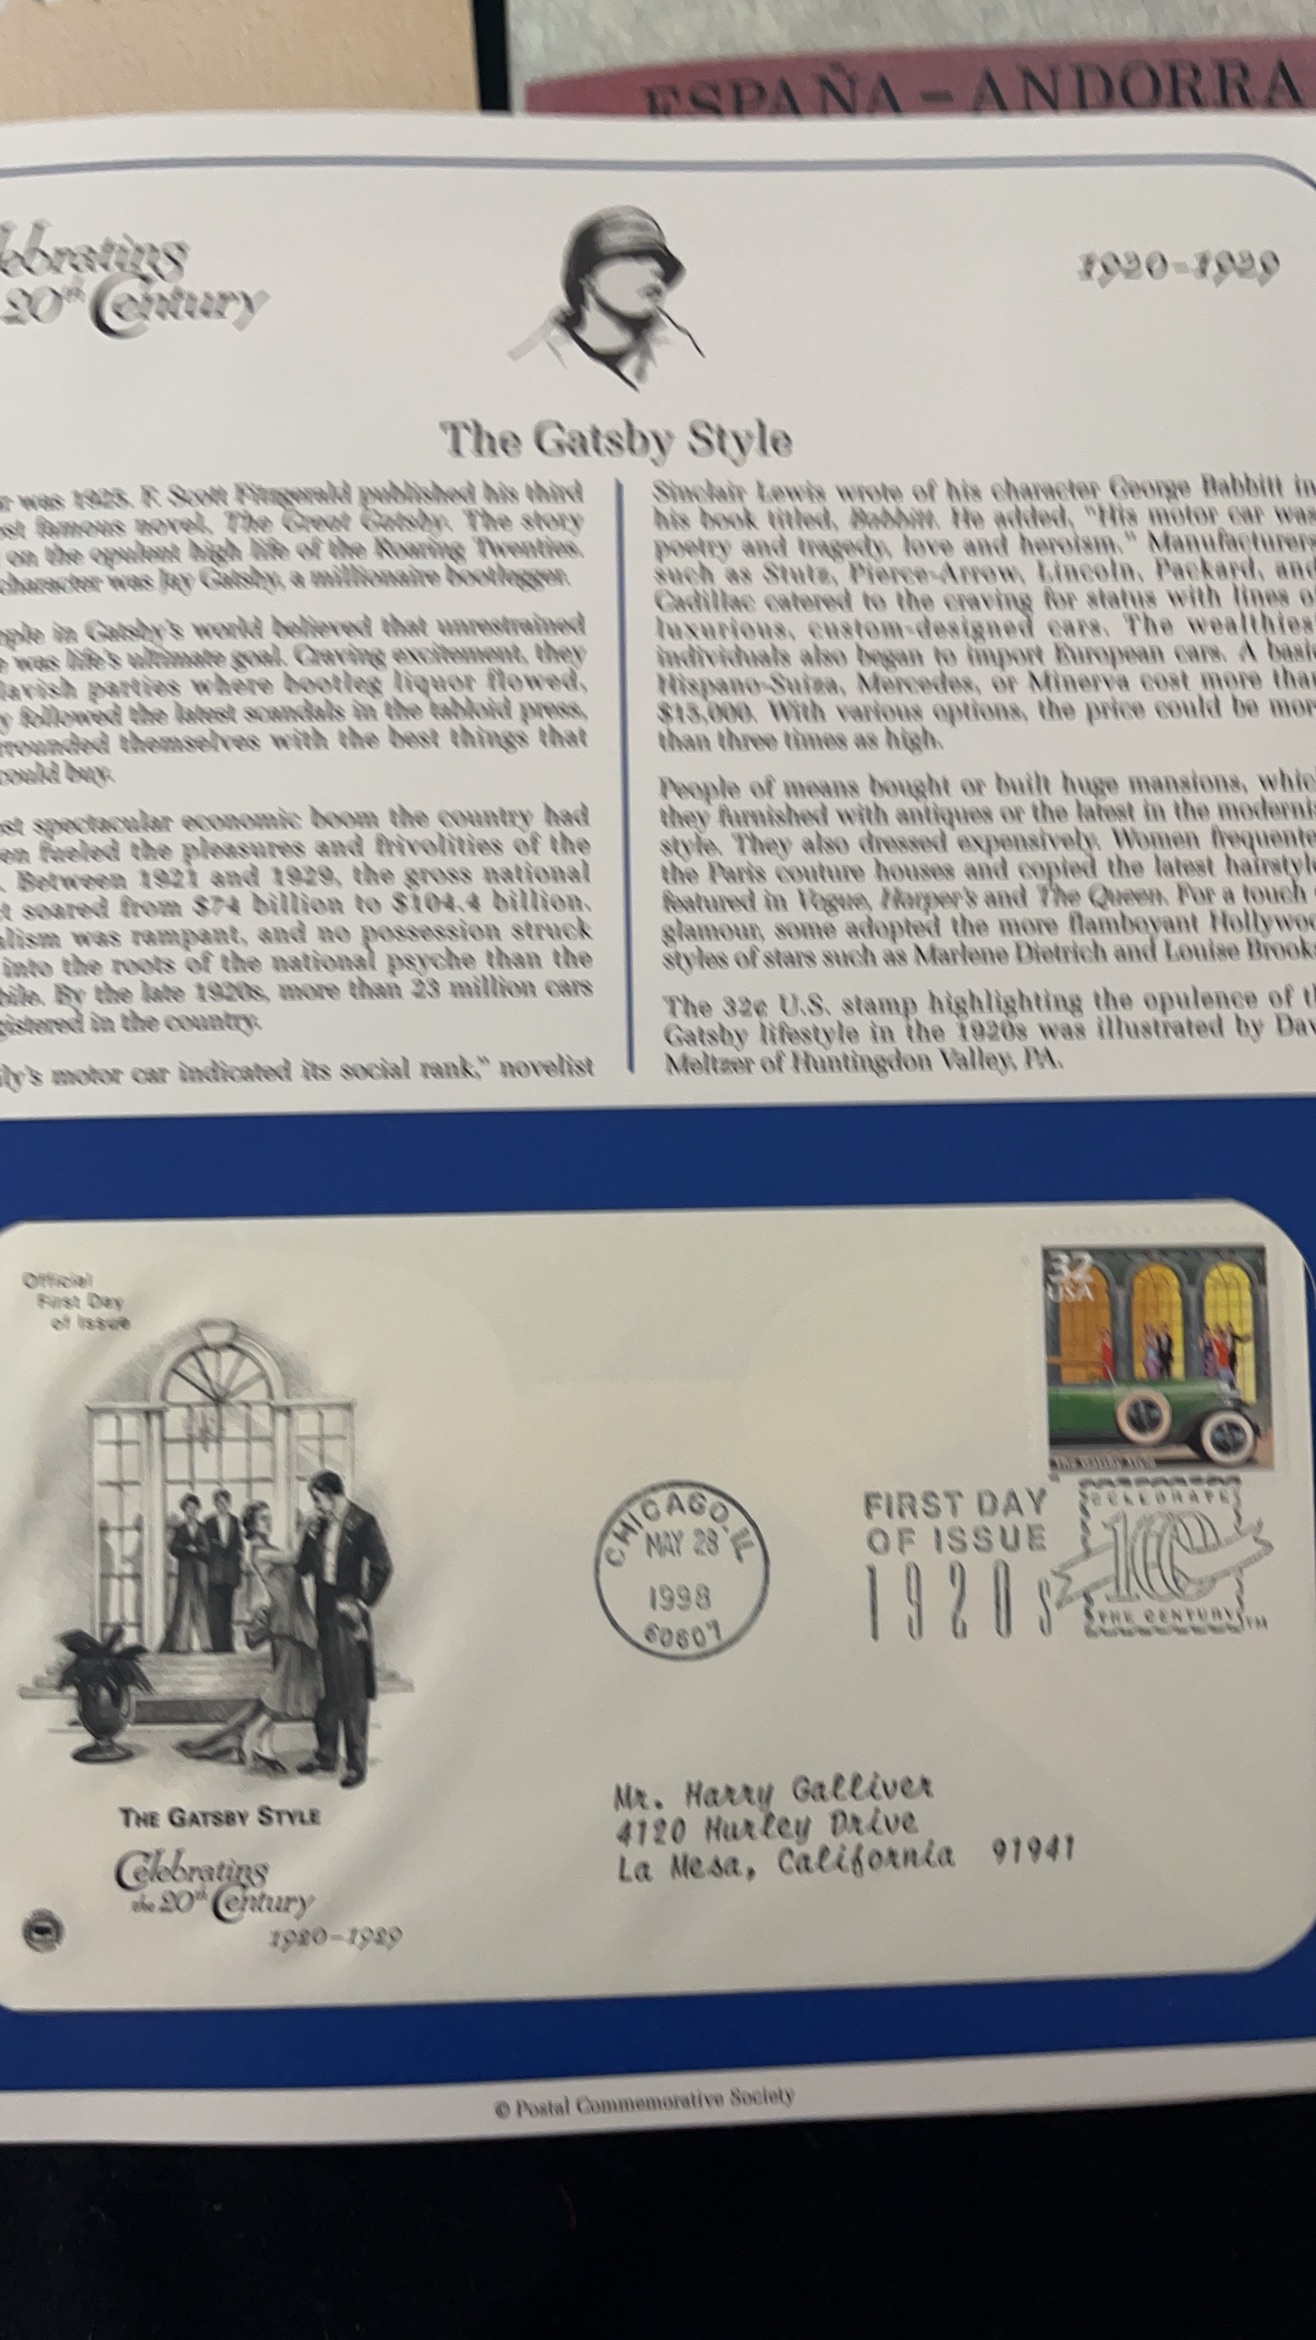 ESPAÑA - ANDORRA
ebrating
20th Century
1920-1929
The Gatsby Style
was 1925. F. Scott Fitzgerald published his third
st famous novel, The Great Gatsby. The story
on the opulent high life of the Roaring Twenties.
character was Jay Gatsby, a millionaire bootlegger.
ple in Gatsby's world believed that unrestrained
was life's ultimate goal. Craving excitement, they
lavish parties where bootleg liquor flowed,
y followed the latest scandals in the tabloid press,
rrounded themselves with the best things that
could buy.
st spectacular economic boom the country had
en fueled the pleasures and frivolities of the
. Between 1921 and 1929, the gross national
t soared from $74 billion to $104.4 billion.
lism was rampant, and no possession struck
into the roots of the national psyche than the
bile. By the late 1920s, more than 23 million cars
gistered in the country.
ily's motor car indicated its social rank," novelist
Sinclair Lewis wrote of his character George Babbitt in
his book titled, Babbitt. He added, "His motor car was
poetry and tragedy, love and heroism." Manufacturers
such as Stutz, Pierce-Arrow, Lincoln, Packard, and
Cadillac catered to the craving for status with lines o
luxurious, custom-designed cars. The wealthies
individuals also began to import European cars. A basi
Hispano-Suiza, Mercedes, or Minerva cost more than
$15,000. With various options, the price could be mor
than three times as high.
People of means bought or built huge mansions, whic
they furnished with antiques or the latest in the moderni
style. They also dressed expensively. Women frequente
the Paris couture houses and copied the latest hairstyle
featured in Vogue, Harper's and The Queen. For a touch
glamour, some adopted the more flamboyant Hollywoo
styles of stars such as Marlene Dietrich and Louise Brooks
The 32¢ U.S. stamp highlighting the opulence of th
Gatsby lifestyle in the 1920s was illustrated by Dav
Meltzer of Huntingdon Valley, PA.
Official
First Day
of Issue
32
USA
CHICAGO, IL
MAY 28
1998
60607
FIRST DAY
OF ISSUE
1920s
CELEBRATE
100
THE CENTURY™
Mr. Harry Galliver
4120 Hurley Drive
La Mesa, California 91941
THE GATSBY STYLE
Celebrating
the 20th Century
1920-1929
© Postal Commemorative Society